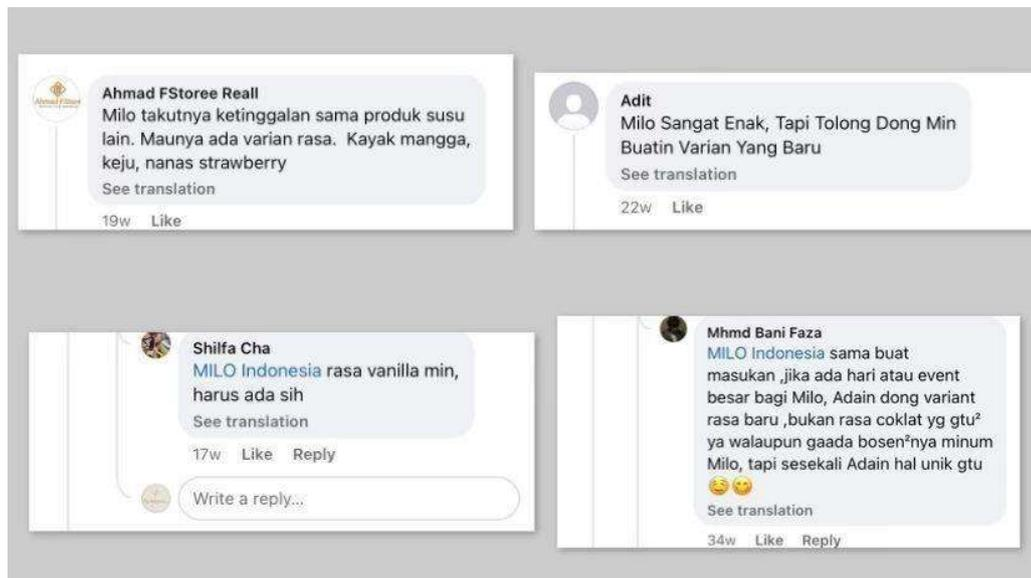 Ahmad FStoree Reall
Milo takutnya ketinggalan sama produk susu
lain. Maunya ada varian rasa. Kayak mangga,
keju, nanas strawberry
See translation
19w Like
Adit
Milo Sangat Enak, Tapi Tolong Dong Min
Buatin Varian Yang Baru
See translation
22w Like
Shilfa Cha
MILO Indonesia rasa vanilla min,
harus ada sih
See translation
17w Like Reply
Write a reply...
Mhmd Bani Faza
MILO Indonesia sama buat
masukan ,jika ada hari atau event
besar bagi Milo, Adain dong variant
rasa baru ,bukan rasa coklat yg gtu²
ya walaupun gaada bosen²nya minum
Milo, tapi sesekali Adain hal unik gtu
🤤😋
See translation
34w Like Reply